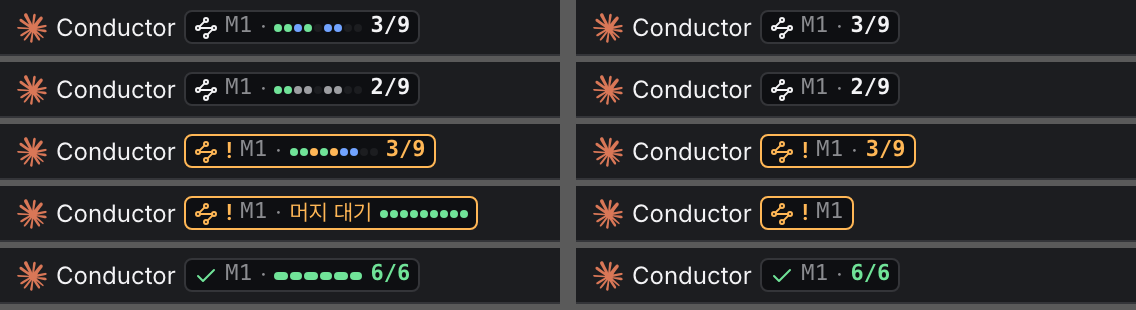 Conductor M1 · 3/9
Conductor M1 · 3/9
Conductor M1 · 2/9
Conductor M1 · 2/9
Conductor ! M1 · 3/9
Conductor ! M1 · 3/9
Conductor ! M1 · 머지 대기
Conductor ! M1
Conductor M1 · 6/6
Conductor M1 · 6/6